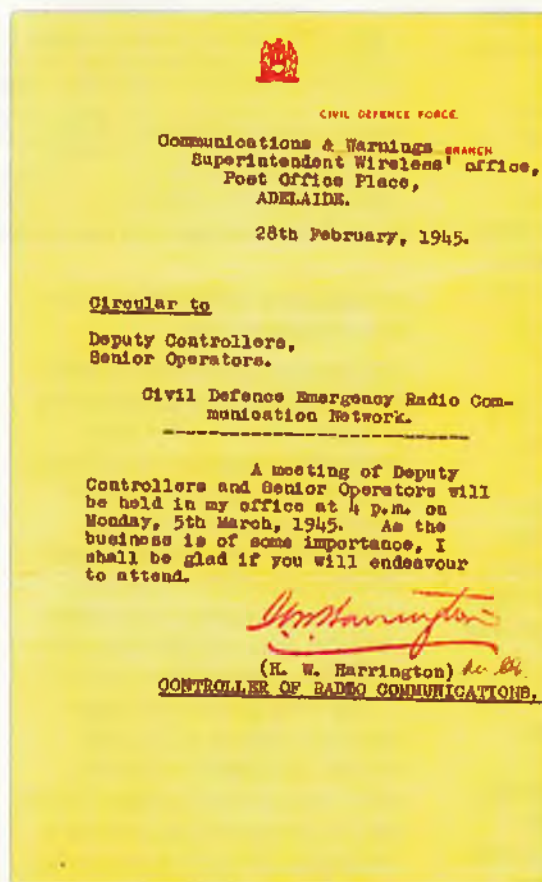 CIVIL DEFENCE FORCE.
Communications & Warnings BRANCH
Superintendent Wireless' office,
Post Office Place,
ADELAIDE.
28th February, 1945.
Circular to
Deputy Controllers,
Senior Operators.
Civil Defence Emergency Radio Com-
munication Network.
A meeting of Deputy
Controllers and Senior Operators will
be held in my office at 4 p.m. on
Monday, 5th March, 1945. As the
business is of some importance, I
shall be glad if you will endeavour
to attend.
HWHarrington
(H. W. Harrington)
CONTROLLER OF RADIO COMMUNICATIONS.